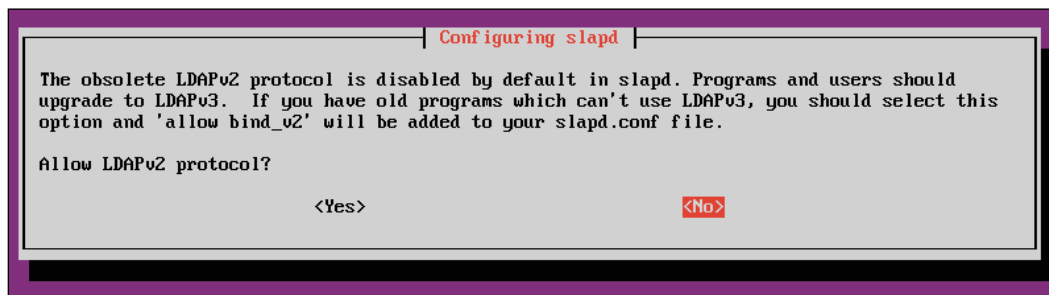 Configuring slapd
The obsolete LDAPv2 protocol is disabled by default in slapd. Programs and users should
upgrade to LDAPv3.  If you have old programs which can't use LDAPv3, you should select this
option and 'allow bind_v2' will be added to your slapd.conf file.
Allow LDAPv2 protocol?
<Yes> <No>